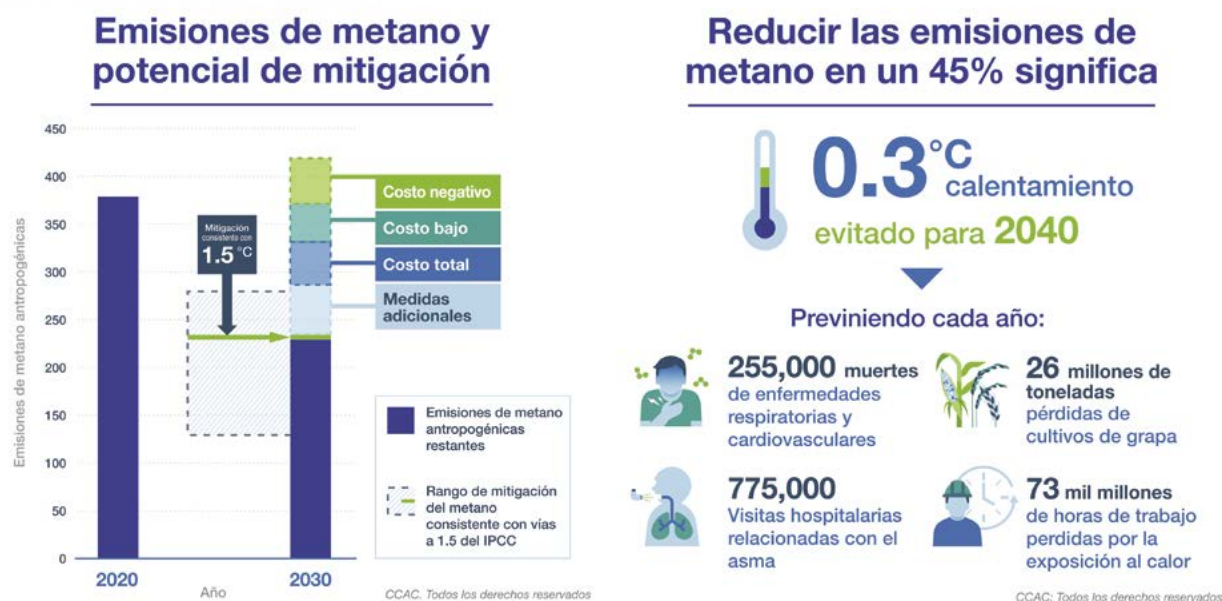 Emisiones de metano y
potencial de mitigación
450
400
350
300
250
200
150
100
50
0
Emisiones de metano antropogénicas
2020
Año
2030
Mitigación
consistente con
1.5 °C
Costo negativo
Costo bajo
Costo total
Medidas
adicionales
Emisiones de metano
antropogénicas
restantes
Rango de mitigación
del metano
consistente con vías
a 1.5 del IPCC
CCAC. Todos los derechos reservados
Reducir las emisiones de
metano en un 45% significa
0.3°C
calentamiento
evitado para 2040
Previniendo cada año:
255,000 muertes
de enfermedades
respiratorias y
cardiovasculares
26 millones de
toneladas
pérdidas de
cultivos de grapa
775,000
Visitas hospitalarias
relacionadas con el
asma
73 mil millones
de horas de trabajo
perdidas por la
exposición al calor
CCAC: Todos los derechos reservados